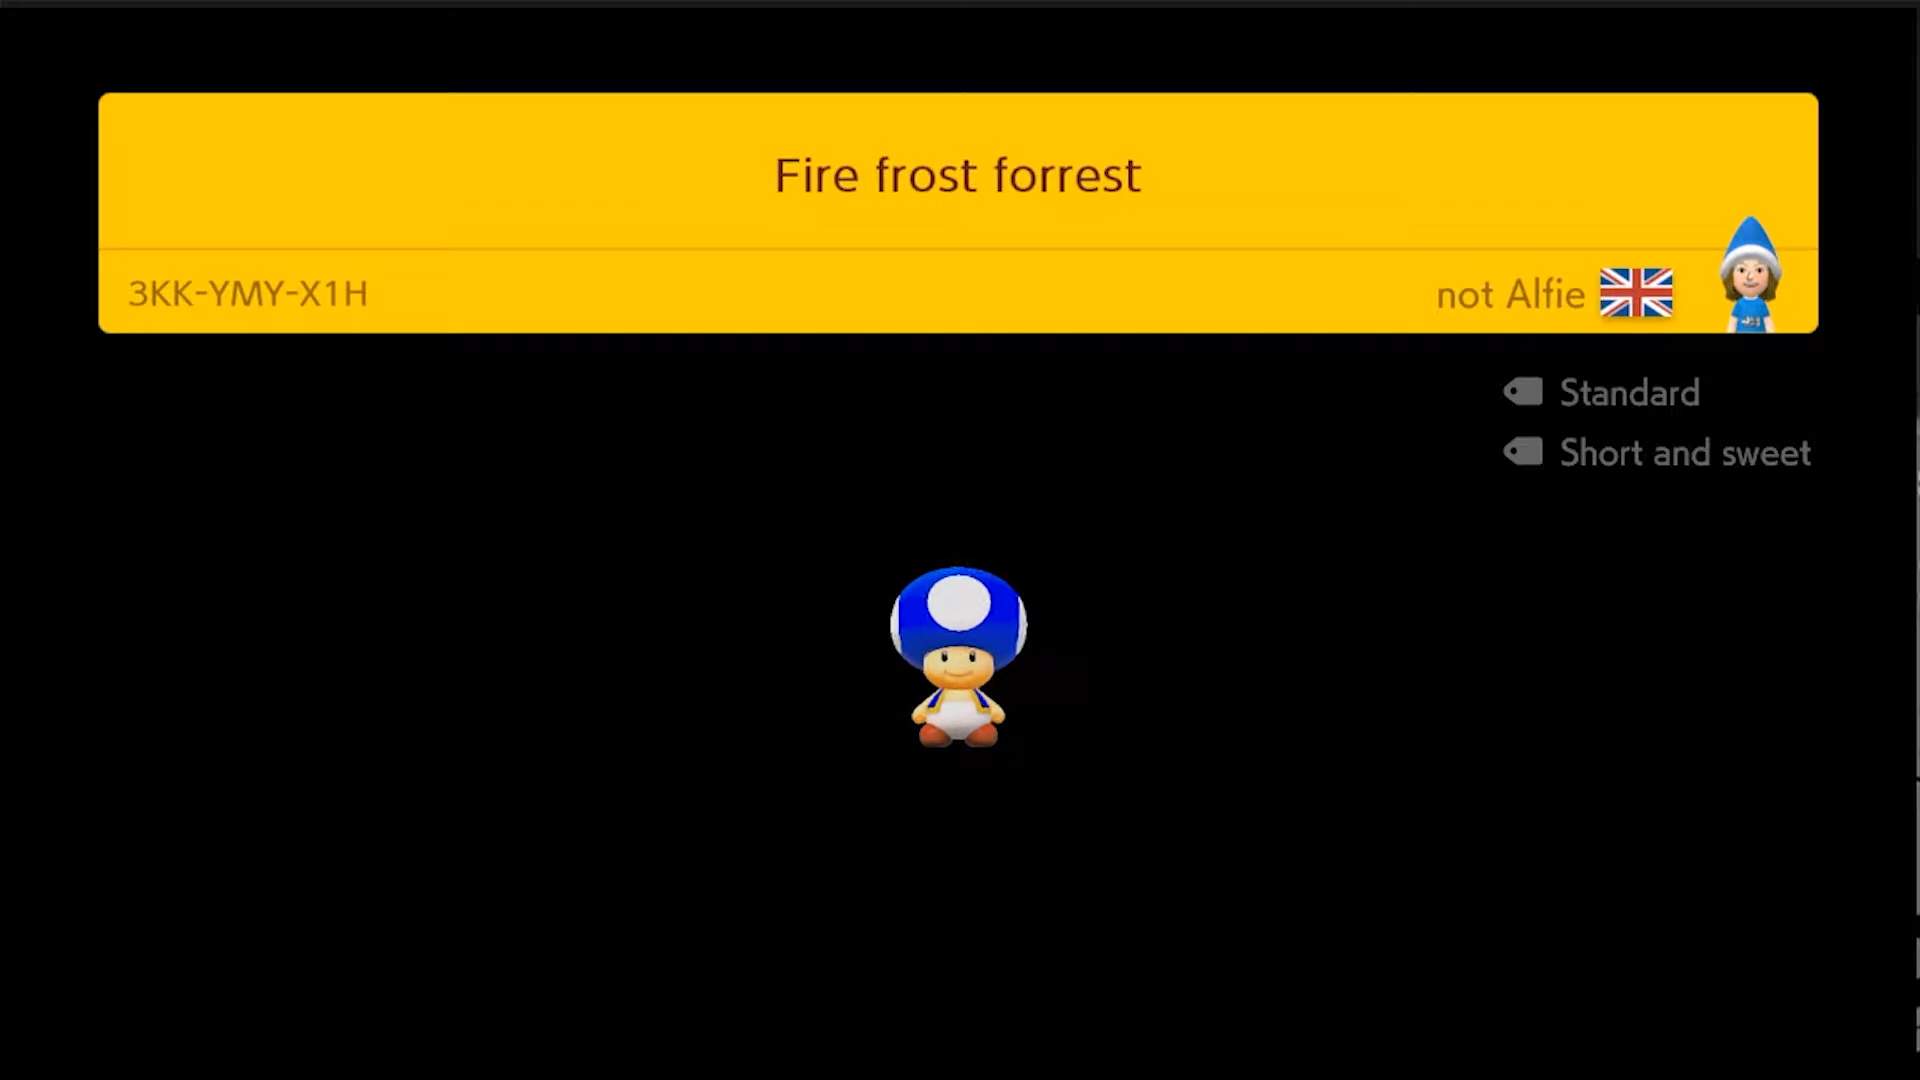 Fire frost forrest
3KK-YMY-X1H
not Alfie
Standard
Short and sweet